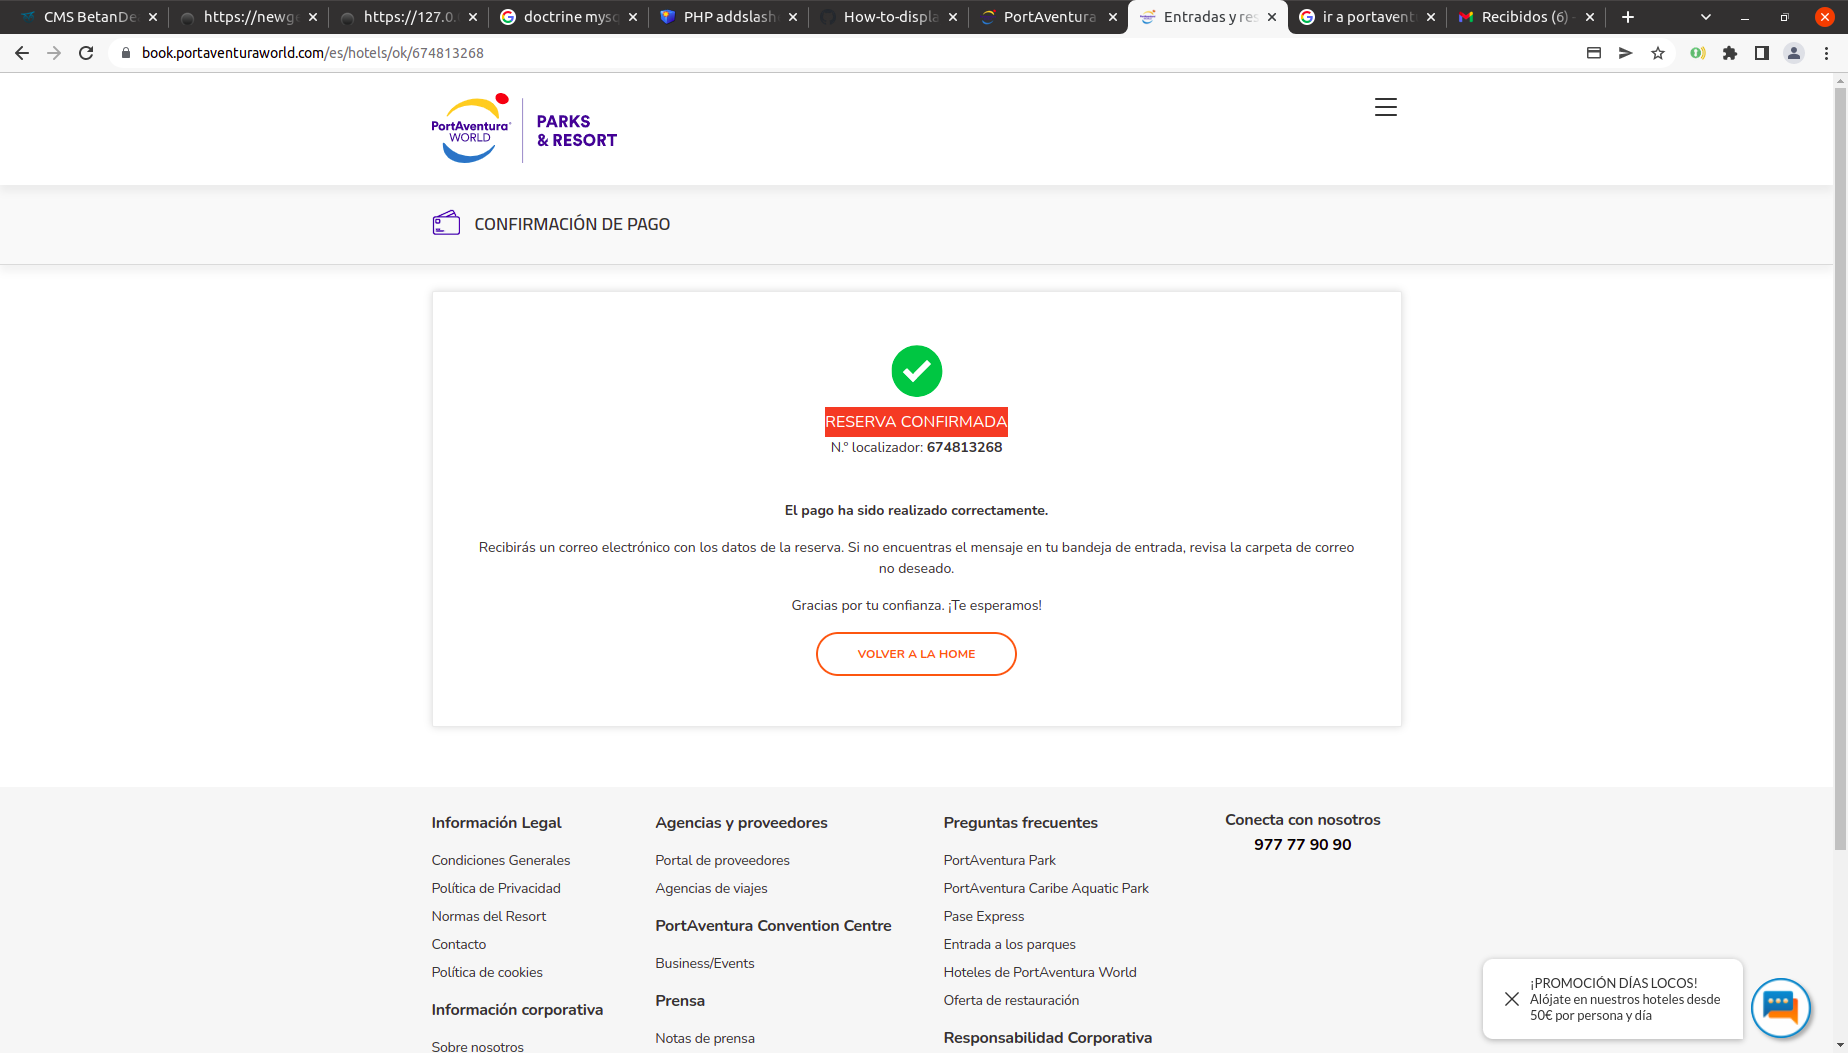 CMS BetanDe
https://newge
https://127.0.
doctrine mysq
PHP addslash
How-to-displa
PortAventura
Entradas y res
ir a portavent
Recibidos (6) -
book.portaventuraworld.com/es/hotels/ok/674813268
PortAventura
WORLD
PARKS
& RESORT
CONFIRMACIÓN DE PAGO
RESERVA CONFIRMADA
N.º localizador: 674813268
El pago ha sido realizado correctamente.
Recibirás un correo electrónico con los datos de la reserva. Si no encuentras el mensaje en tu bandeja de entrada, revisa la carpeta de correo
no deseado.
Gracias por tu confianza. ¡Te esperamos!
VOLVER A LA HOME
Información Legal
Condiciones Generales
Política de Privacidad
Normas del Resort
Contacto
Política de cookies
Información corporativa
Sobre nosotros
Agencias y proveedores
Portal de proveedores
Agencias de viajes
PortAventura Convention Centre
Business/Events
Prensa
Notas de prensa
Preguntas frecuentes
PortAventura Park
PortAventura Caribe Aquatic Park
Pase Express
Entrada a los parques
Hoteles de PortAventura World
Oferta de restauración
Responsabilidad Corporativa
Conecta con nosotros
977 77 90 90
¡PROMOCIÓN DÍAS LOCOS!
Alójate en nuestros hoteles desde
50€ por persona y día